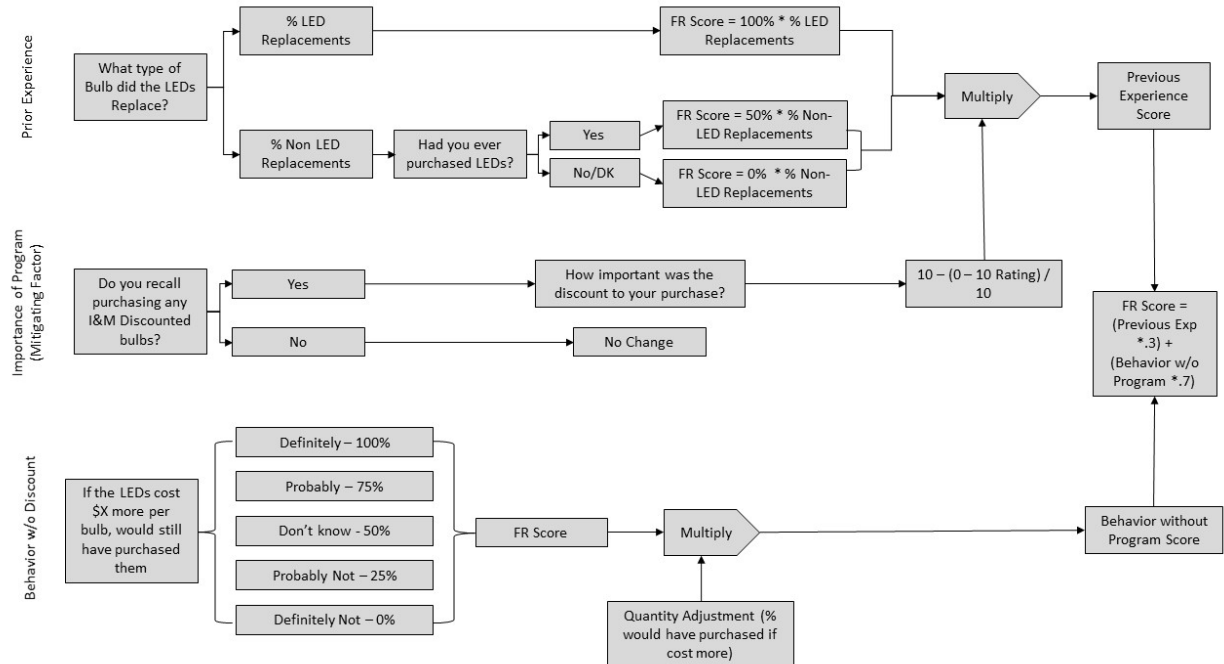 Prior Experience
What type of
Bulb did the LEDs
Replace?
% LED
Replacements
FR Score = 100% * % LED
Replacements
% Non LED
Replacements
Had you ever
purchased LEDs?
Yes
No/DK
FR Score = 50% * % Non-
LED Replacements
FR Score = 0% * % Non-
LED Replacements
Multiply
Previous
Experience
Score
Importance of Program
(Mitigating Factor)
Do you recall
purchasing any
I&M Discounted
bulbs?
Yes
How important was the
discount to your purchase?
10 – (0 – 10 Rating) /
10
No
No Change
FR Score =
(Previous Exp
*.3) +
(Behavior w/o
Program *.7)
Behavior w/o Discount
If the LEDs cost
$X more per
bulb, would still
have purchased
them
Definitely – 100%
Probably – 75%
Don’t know - 50%
Probably Not – 25%
Definitely Not – 0%
FR Score
Multiply
Quantity Adjustment (%
would have purchased if
cost more)
Behavior without
Program Score